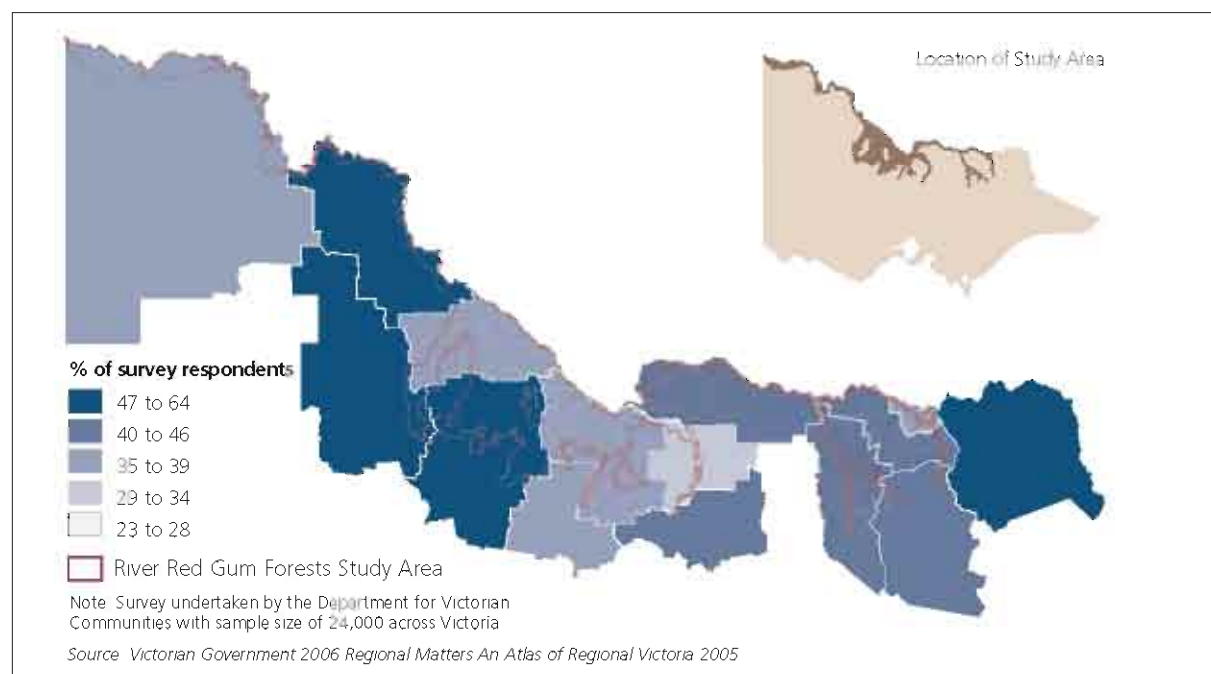 Location of Study Area
% of survey respondents
47 to 64
40 to 46
35 to 39
29 to 34
23 to 28
River Red Gum Forests Study Area
Note Survey undertaken by the Department for Victorian
Communities with sample size of 24,000 across Victoria
Source Victorian Government 2006 Regional Matters An Atlas of Regional Victoria 2005